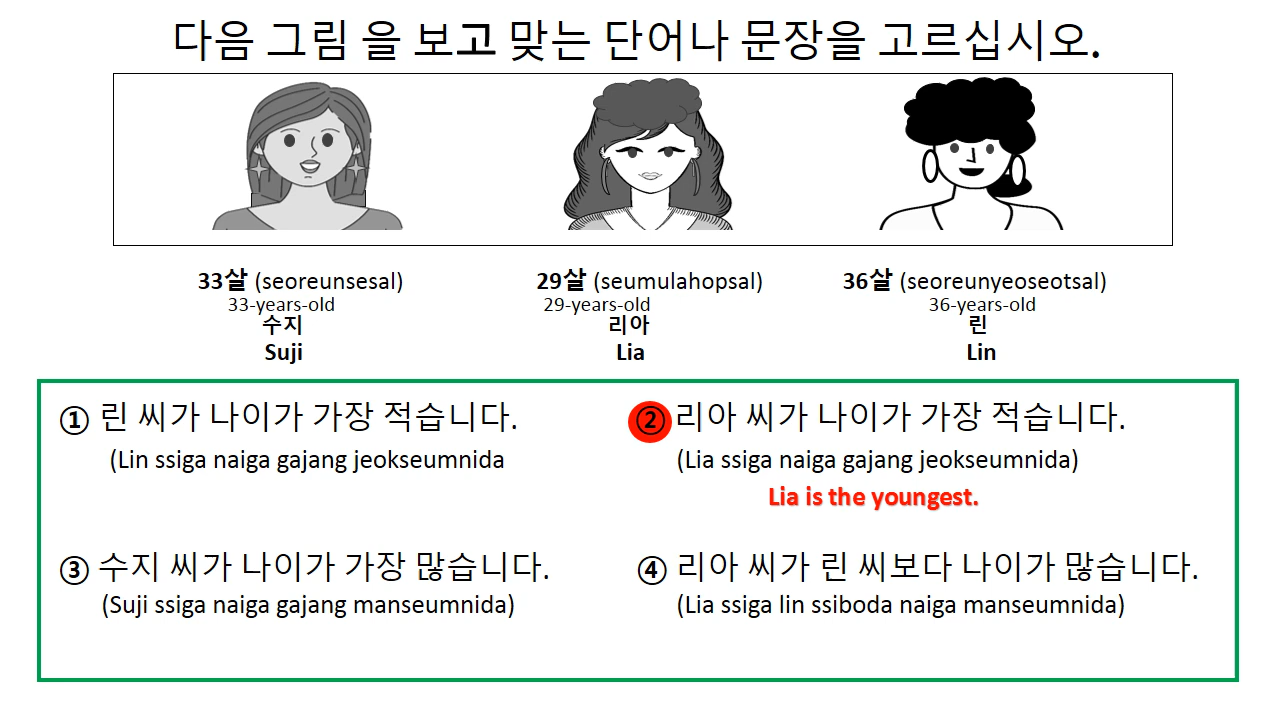 다음 그림 을 보고 맞는 단어나 문장을 고르십시오.
33살 (seoreunsesal)
33-years-old
수지
Suji
29살 (seumulahopsal)
29-years-old
리아
Lia
36살 (seoreunyeoseotsal)
36-years-old
린
Lin
① 린 씨가 나이가 가장 적습니다.
(Lin ssiga naiga gajang jeokseumnida
② 리아 씨가 나이가 가장 적습니다.
(Lia ssiga naiga gajang jeokseumnida)
Lia is the youngest.
③ 수지 씨가 나이가 가장 많습니다.
(Suji ssiga naiga gajang manseumnida)
④ 리아 씨가 린 씨보다 나이가 많습니다.
(Lia ssiga lin ssiboda naiga manseumnida)